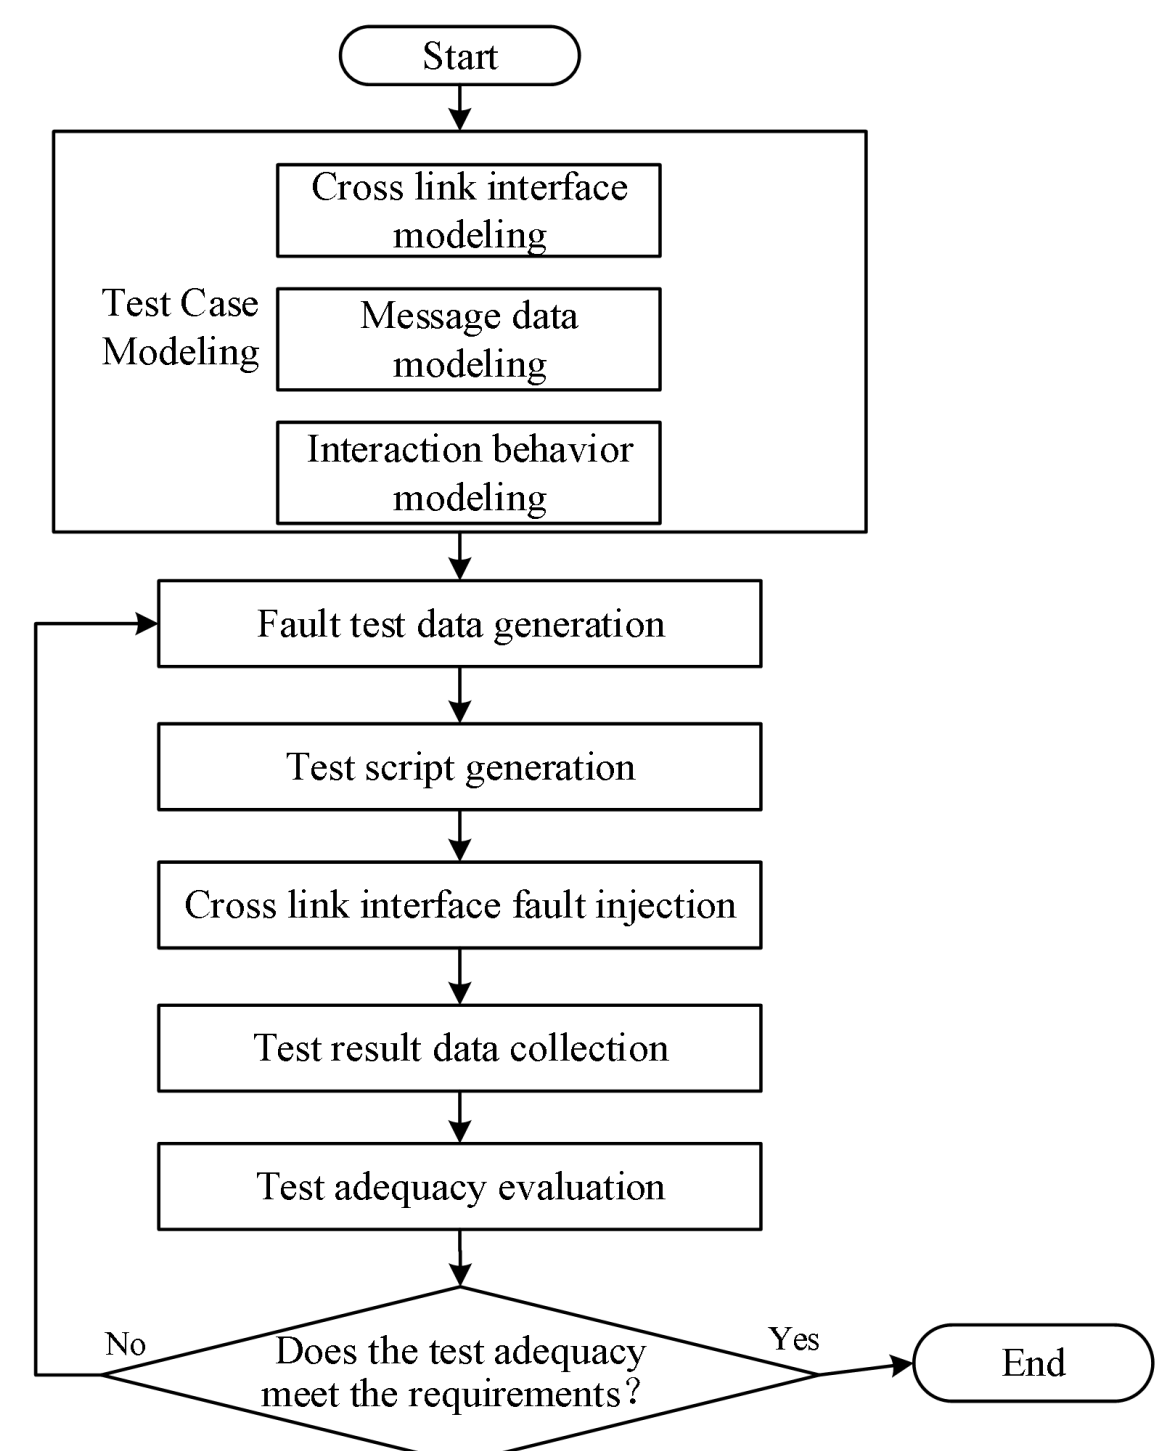 Start
Cross link interface
modeling
Test Case
Modeling
Message data
modeling
Interaction behavior
modeling
Fault test data generation
Test script generation
Cross link interface fault injection
Test result data collection
Test adequacy evaluation
No
Does the test adequacy
meet the requirements?
Yes
End